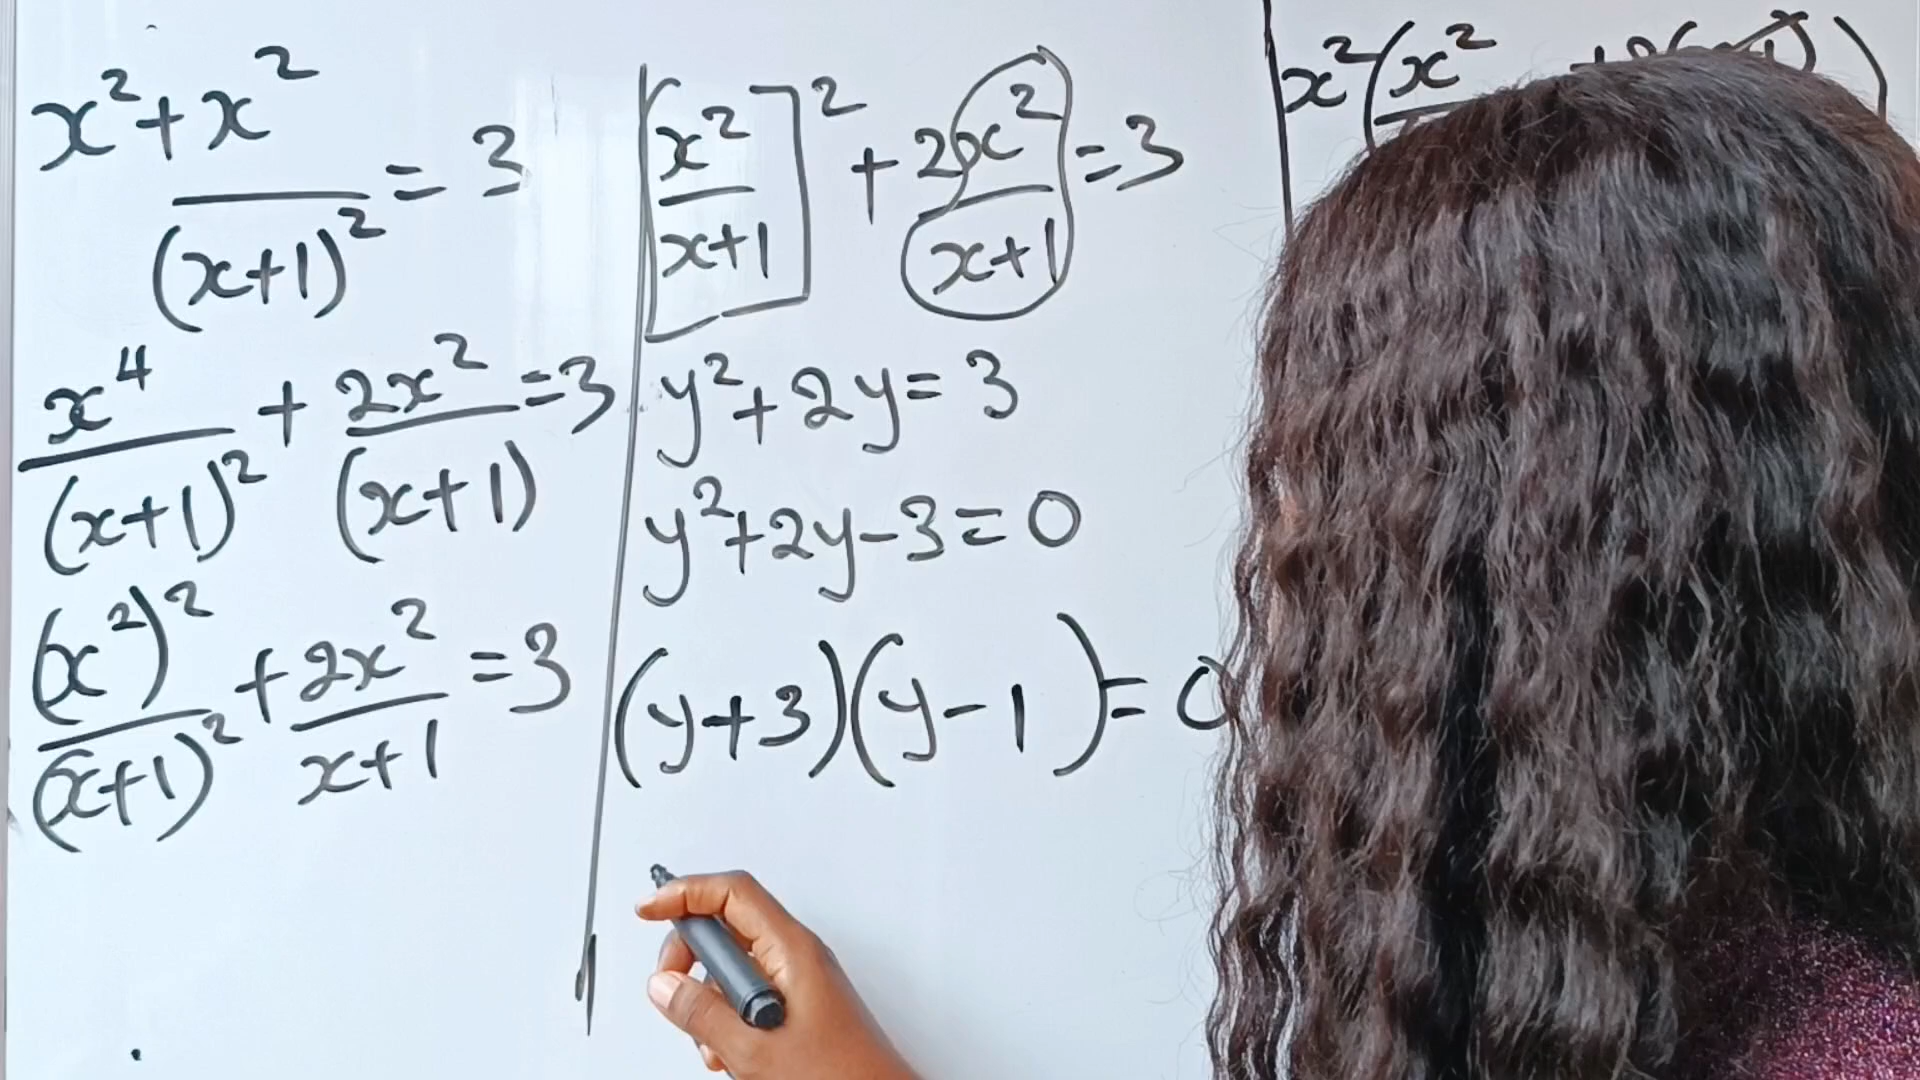 x² + x²/(x+1)² = 3
x⁴/(x+1)² + 2x²/(x+1) = 3
(x²)²/(x+1)² + 2x²/x+1 = 3
[x²/x+1]² + 2x²/x+1 = 3
y² + 2y = 3
y² + 2y - 3 = 0
(y+3)(y-1) = 0
x²(x²